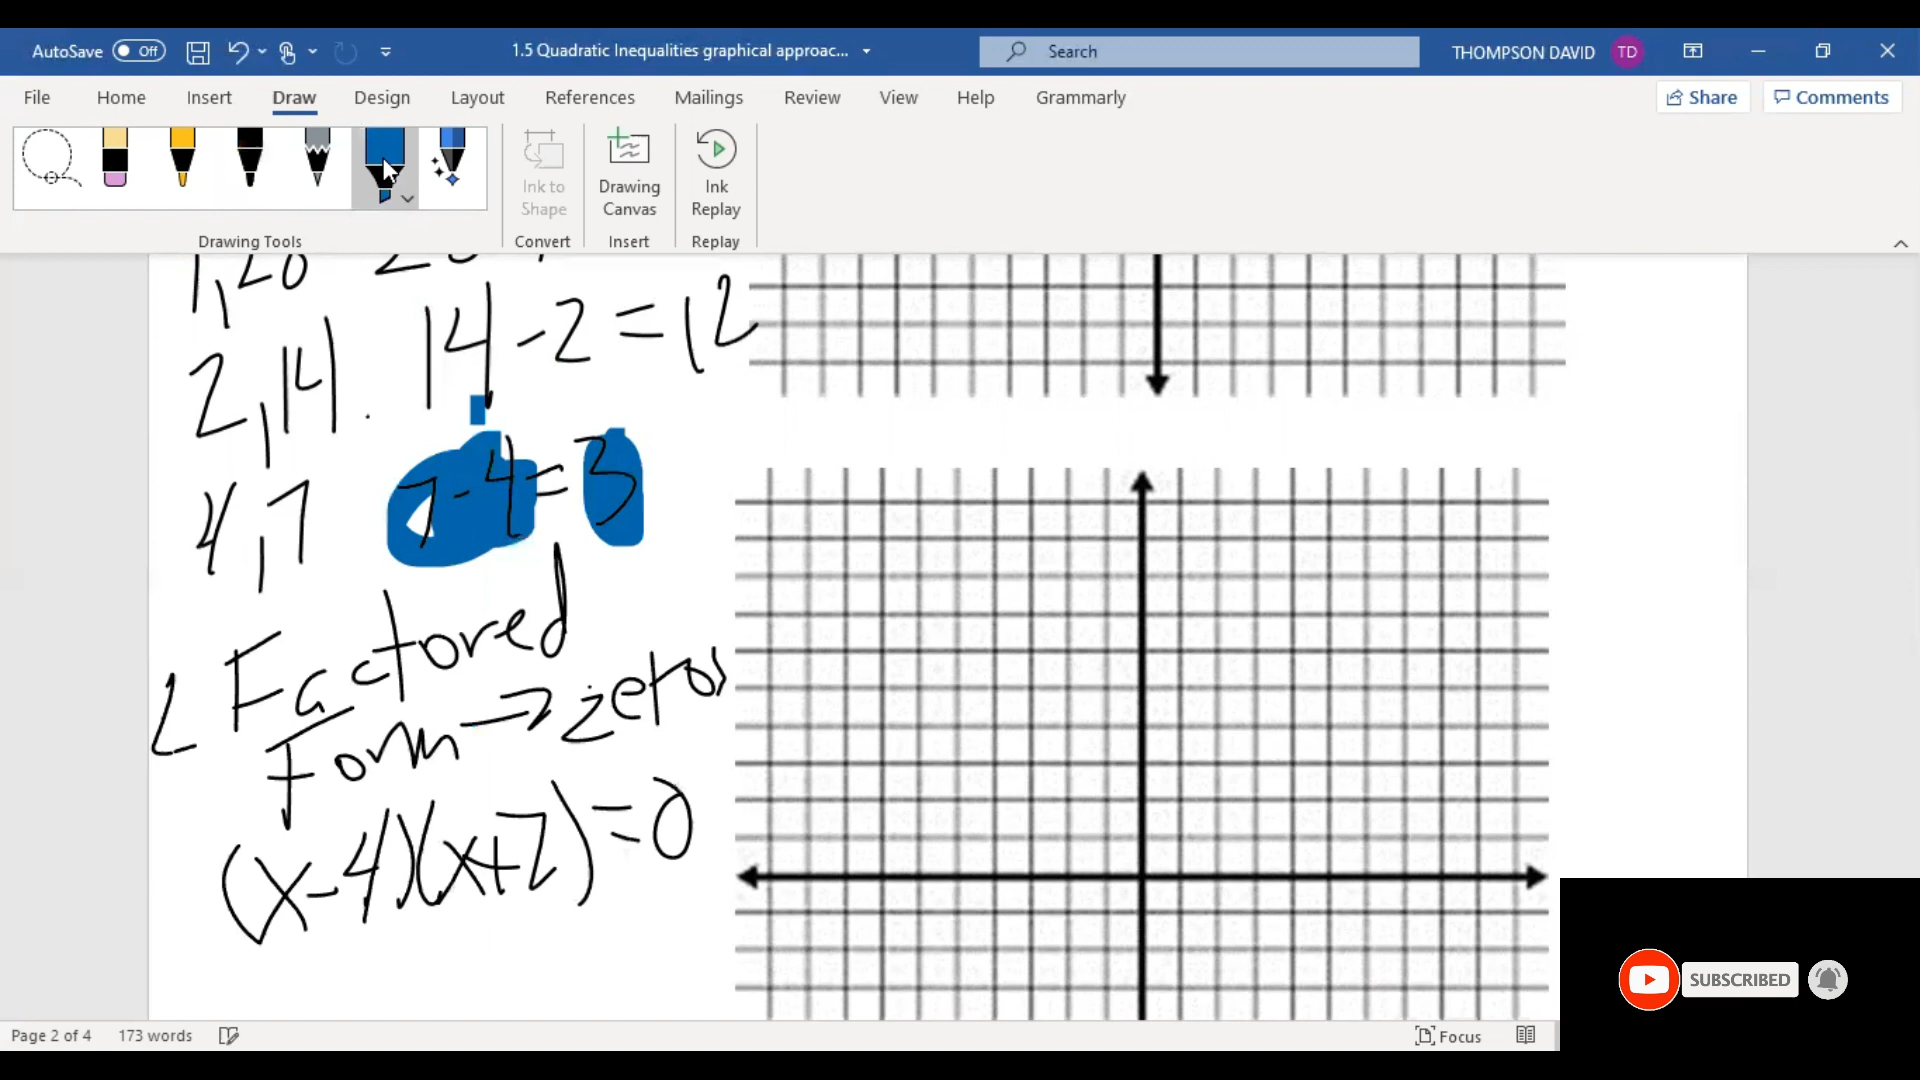 AutoSave Off
1.5 Quadratic Inequalities graphical approac...
Search
THOMPSON DAVID TD
File Home Insert Draw Design Layout References Mailings Review View Help Grammarly
Share Comments
Ink to Shape
Drawing Canvas
Ink Replay
Drawing Tools Convert Insert Replay
1,28
2,14. 14-2=12
4,7 7-4=3
2 Factored
Form → zeros
(x-4)(x+7)=0
SUBSCRIBED
Page 2 of 4 173 words Focus